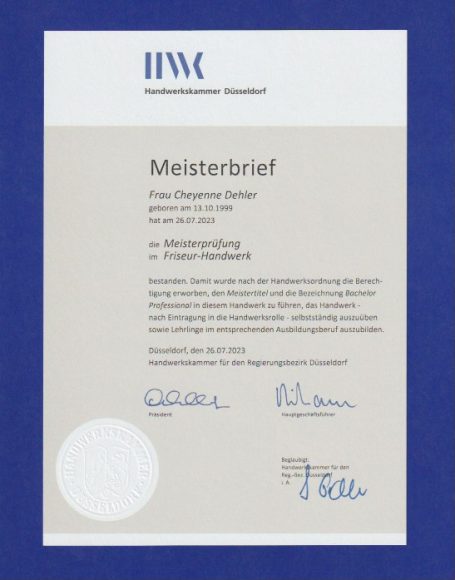 HWK
Handwerkskammer Düsseldorf
Meisterbrief
Frau Cheyenne Dehler
geboren am 13.10.1999
hat am 26.07.2023
die Meisterprüfung
im Friseur-Handwerk
bestanden. Damit wurde nach der Handwerksordnung die Berech-
tigung erworben, den Meistertitel und die Bezeichnung Bachelor
Professional in diesem Handwerk zu führen, das Handwerk -
nach Eintragung in die Handwerksrolle - selbstständig auszuüben
sowie Lehrlinge im entsprechenden Ausbildungsberuf auszubilden.
Düsseldorf, den 26.07.2023
Handwerkskammer für den Regierungsbezirk Düsseldorf
Präsident
Hauptgeschäftsführer
HANDWERKSKAMMER
DÜSSELDORF
Beglaubigt:
Handwerkskammer für den
Reg.-Bez. Düsseldorf
i. A.